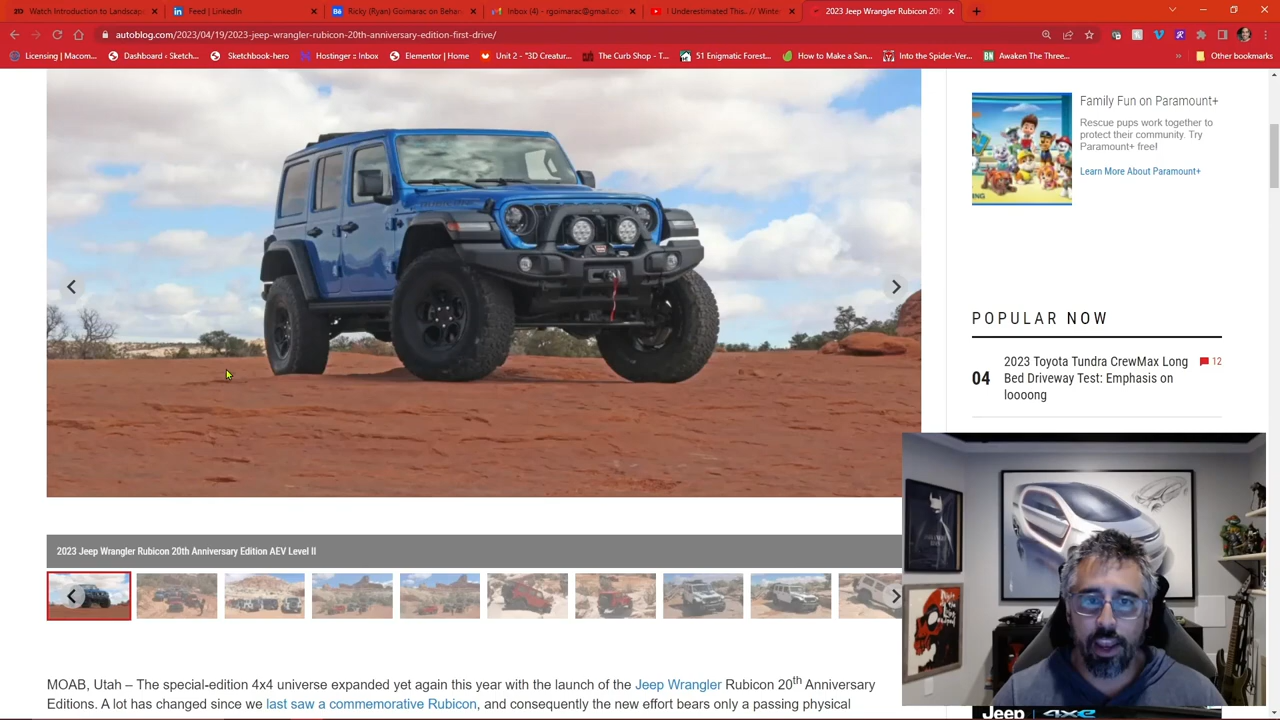 Watch Introduction to Landscap
Feed | LinkedIn
Ricky (Ryan) Goimarac on Behan
Inbox (4) - rgoimarac@gmail.co
I Underestimated This.. // Winte
2023 Jeep Wrangler Rubicon 20t
autoblog.com/2023/04/19/2023-jeep-wrangler-rubicon-20th-anniversary-edition-first-drive/
Licensing | Macom...
Dashboard ‹ Sketch...
Sketchbook-hero
Hostinger :: Inbox
Elementor | Home
Unit 2 - "3D Creatur...
The Curb Shop - T...
51 Enigmatic Forest...
How to Make a San...
Into the Spider-Ver...
Awaken The Three...
Other bookmarks
Family Fun on Paramount+
Rescue pups work together to
protect their community. Try
Paramount+ free!
Learn More About Paramount+
POPULAR NOW
04
2023 Toyota Tundra CrewMax Long
Bed Driveway Test: Emphasis on
loooong
12
2023 Jeep Wrangler Rubicon 20th Anniversary Edition AEV Level II
MOAB, Utah – The special-edition 4x4 universe expanded yet again this year with the launch of the Jeep Wrangler Rubicon 20th Anniversary
Editions. A lot has changed since we last saw a commemorative Rubicon, and consequently the new effort bears only a passing physical
Jeep | 4xe